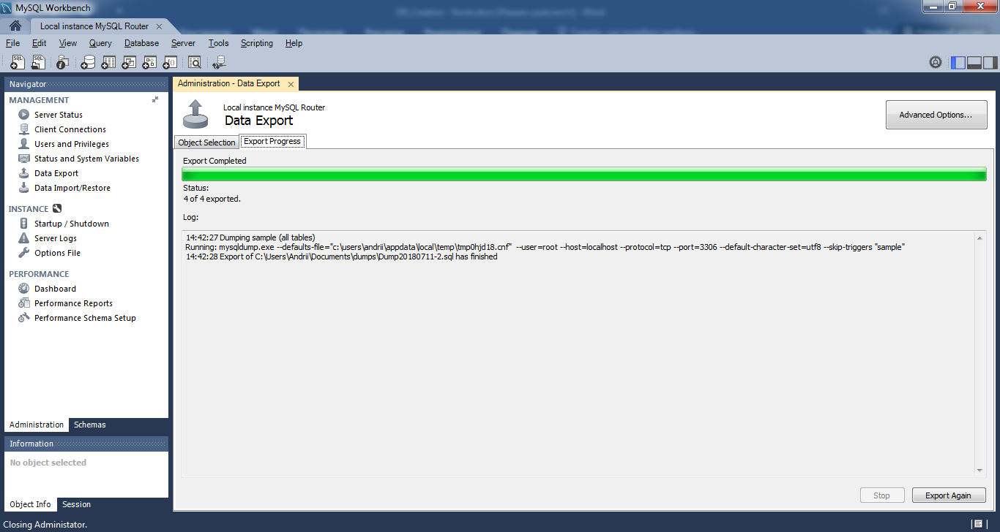 MySQL Workbench
Local instance MySQL Router
File Edit View Query Database Server Tools Scripting Help
Navigator
MANAGEMENT
Server Status
Client Connections
Users and Privileges
Status and System Variables
Data Export
Data Import/Restore
INSTANCE
Startup / Shutdown
Server Logs
Options File
PERFORMANCE
Dashboard
Performance Reports
Performance Schema Setup
Administration Schemas
Information
No object selected
Object Info Session
Administration - Data Export
Local instance MySQL Router
Data Export
Advanced Options...
Object Selection Export Progress
Export Completed
Status:
4 of 4 exported.
Log:
14:42:27 Dumping sample (all tables)
Running: mysqldump.exe --defaults-file="c:\users\andrii\appdata\local\temp\tmp0hjd18.cnf" --user=root --host=localhost --protocol=tcp --port=3306 --default-character-set=utf8 --skip-triggers "sample"
14:42:28 Export of C:\Users\Andrii\Documents\dumps\Dump20180711-2.sql has finished
Stop Export Again
Closing Administator.